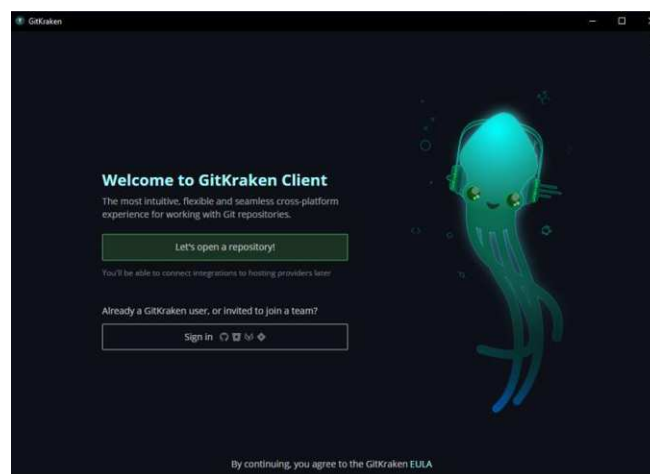 GitKraken
Welcome to GitKraken Client
The most intuitive, flexible and seamless cross-platform
experience for working with Git repositories.
Let's open a repository!
You'll be able to connect integrations to hosting providers later
Already a GitKraken user, or invited to join a team?
Sign in
By continuing, you agree to the GitKraken EULA